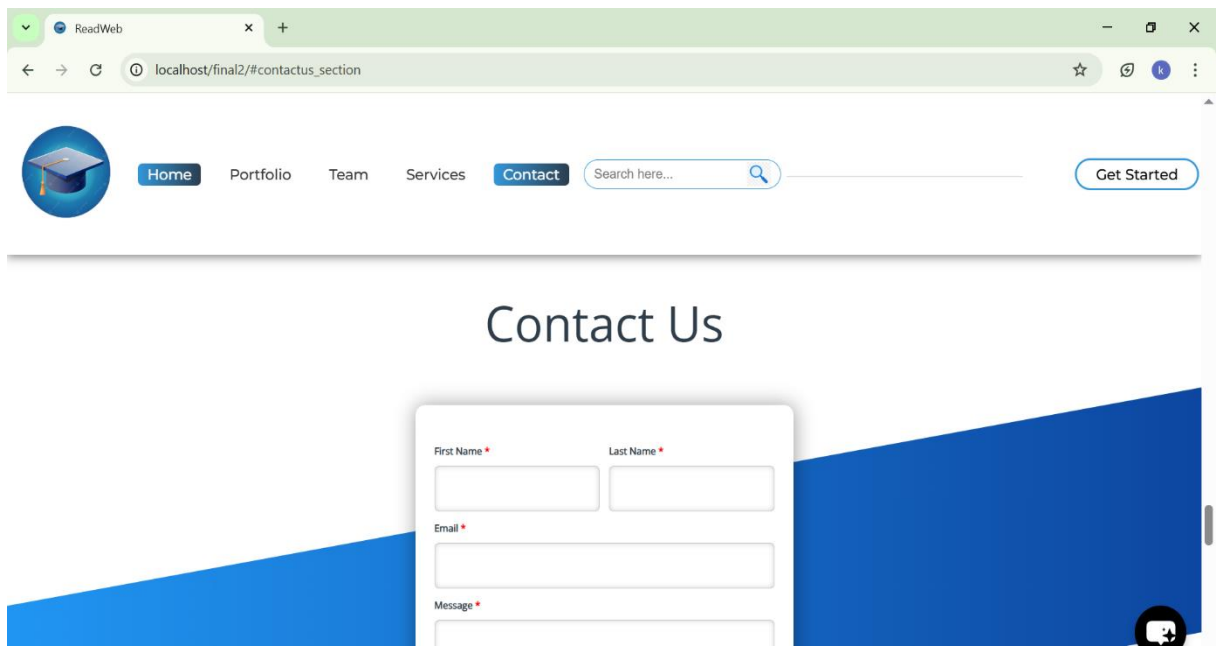 ReadWeb
localhost/final2/#contactus_section
k
Home Portfolio Team Services Contact Search here... Get Started
Contact Us
First Name * Last Name *
Email *
Message *